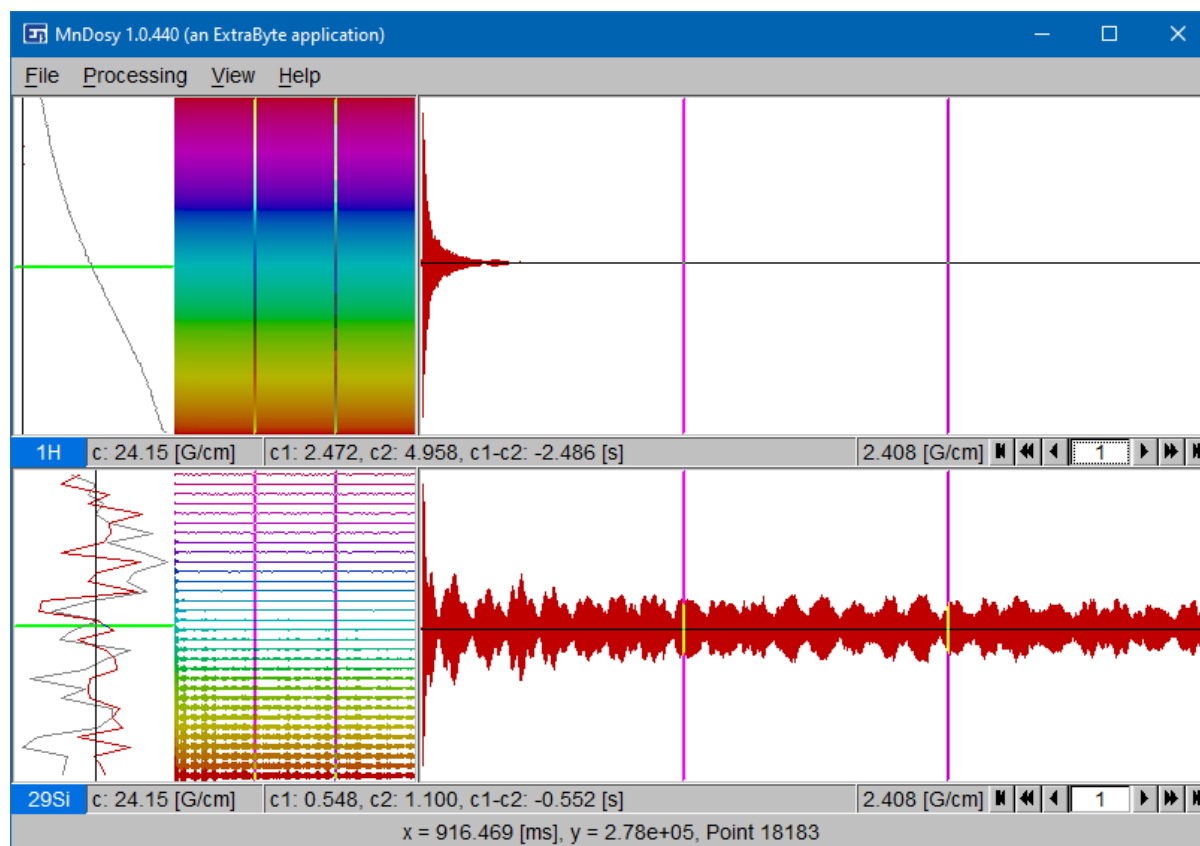 MnDosy 1.0.440 (an ExtraByte application)
File Processing View Help
1H c: 24.15 [G/cm] c1: 2.472, c2: 4.958, c1-c2: -2.486 [s] 2.408 [G/cm] 1
29Si c: 24.15 [G/cm] c1: 0.548, c2: 1.100, c1-c2: -0.552 [s] 2.408 [G/cm] 1
x = 916.469 [ms], y = 2.78e+05, Point 18183